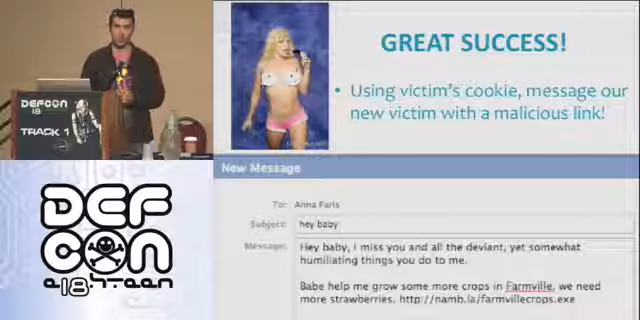 DEFCON
18
TRACK 1
DEF
CON
e18hteen
GREAT SUCCESS!
• Using victim's cookie, message our
new victim with a malicious link!
New Message
To: Anna Faris
Subject: hey baby
Message: Hey baby, i miss you and all the deviant, yet somewhat
humiliating things you do to me.
Babe help me grow some more crops in Farmville, we need
more strawberries. http://namb.la/farmvillecrops.exe